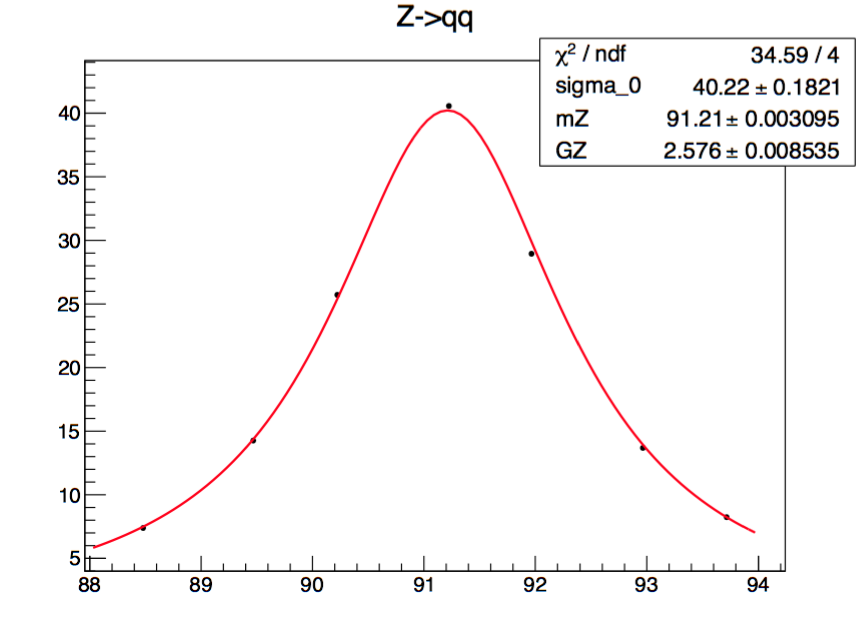 Z->qq
χ² / ndf 34.59 / 4
sigma_0 40.22 ± 0.1821
mZ 91.21 ± 0.003095
GZ 2.576 ± 0.008535
40
35
30
25
20
15
10
5
88 89 90 91 92 93 94